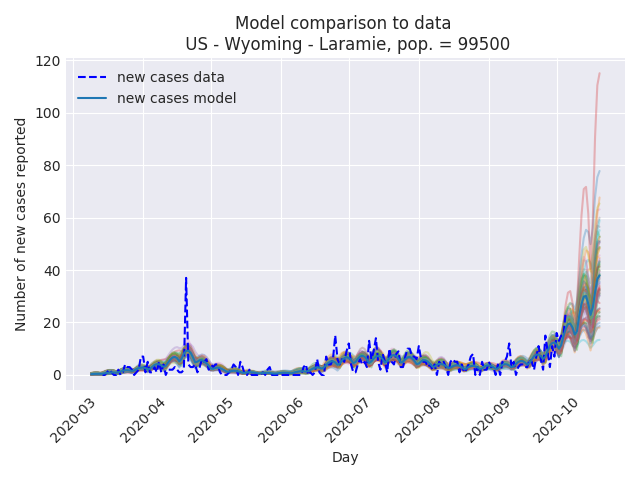 Model comparison to data
US - Wyoming - Laramie, pop. = 99500
120
100
80
60
40
20
0
Number of new cases reported
new cases data
new cases model
2020-03
2020-04
2020-05
2020-06
2020-07
2020-08
2020-09
2020-10
Day